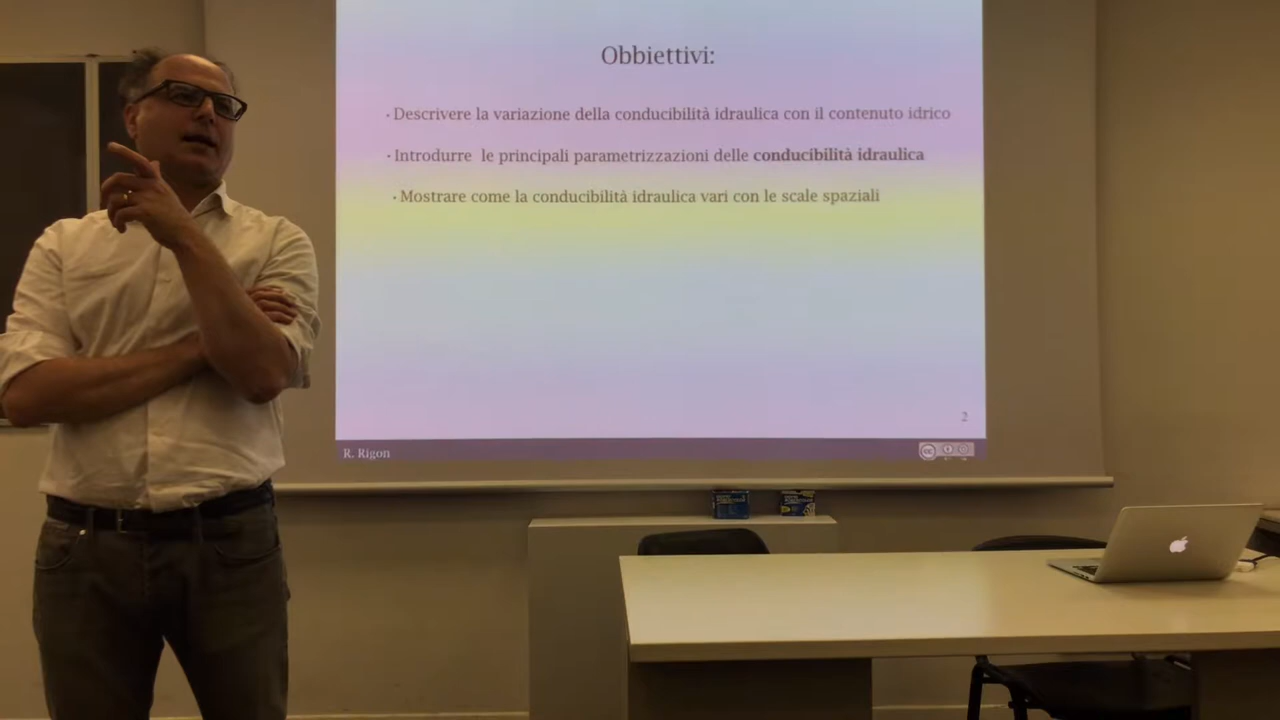 Obbiettivi:
· Descrivere la variazione della conducibilità idraulica con il contenuto idrico
· Introdurre le principali parametrizzazioni delle conducibilità idraulica
· Mostrare come la conducibilità idraulica vari con le scale spaziali
2
R. Rigon
cc